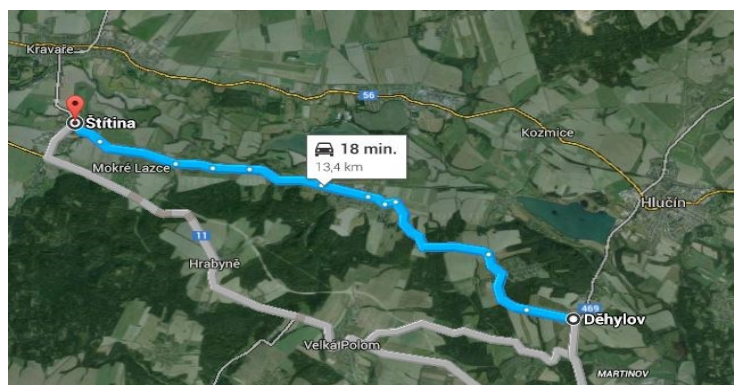 Kravaře
56
Štítina
Kozmice
18 min.
13,4 km
Mokré Lazce
Hlučín
11
Hrabyně
469
Děhylov
Velká Polom
MARTINOV